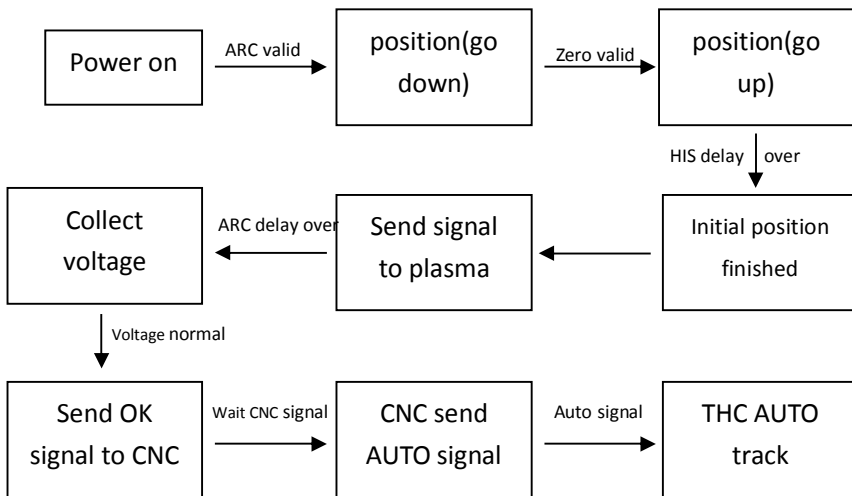 Power on
ARC valid
position(go
down)
Zero valid
position(go
up)
HIS delay over
Initial position
finished
Send signal
to plasma
ARC delay over
Collect
voltage
Voltage normal
Send OK
signal to CNC
Wait CNC signal
CNC send
AUTO signal
Auto signal
THC AUTO
track